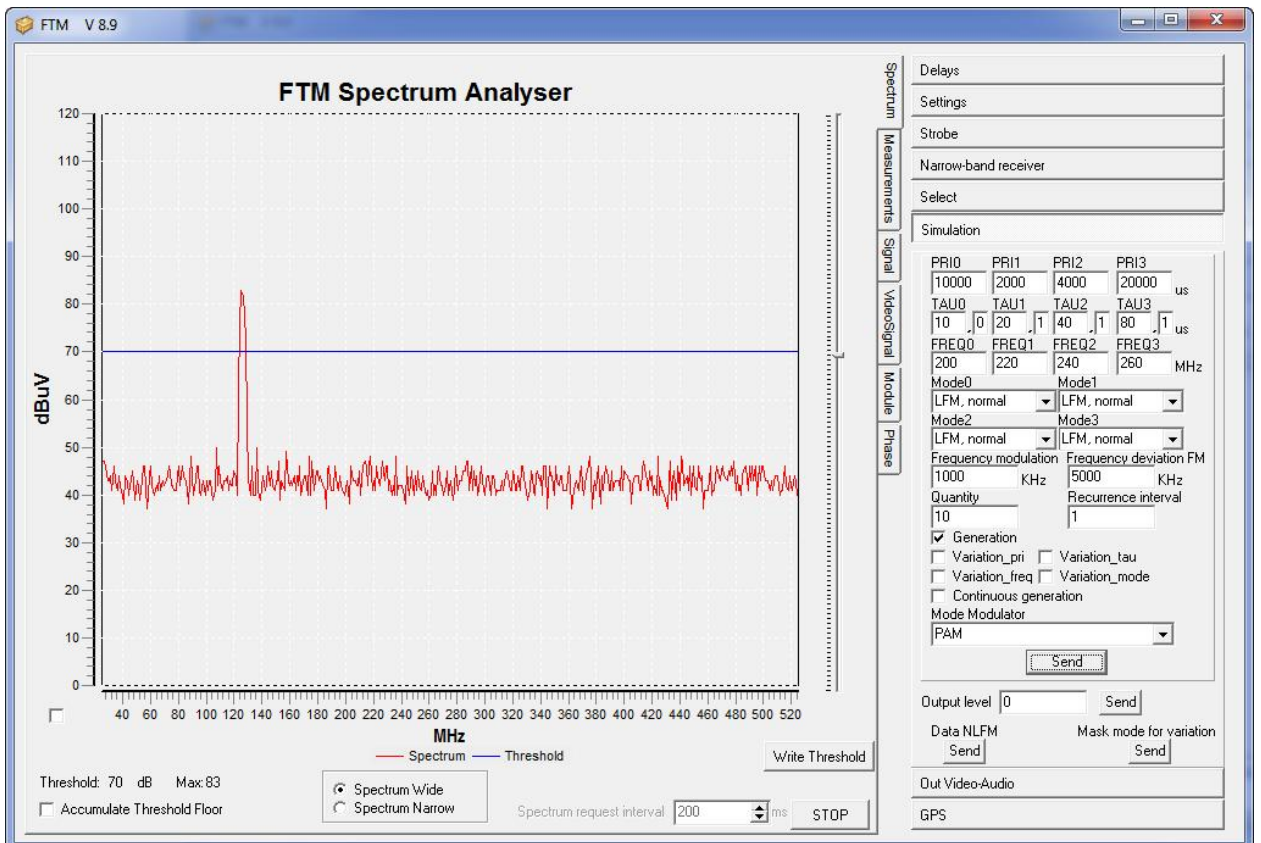 FTM V 8.9
FTM Spectrum Analyser
120
110
100
90
80
70
60
50
40
30
20
10
0
dBuV
40 60 80 100 120 140 160 180 200 220 240 260 280 300 320 340 360 380 400 420 440 460 480 500 520
MHz
Spectrum Threshold
Write Threshold
Threshold: 70 dB Max: 83
Accumulate Threshold Floor
Spectrum Wide
Spectrum Narrow
Spectrum request interval 200 ms
STOP
Spectrum
Measurements
Signal
VideoSignal
Module
Phase
Delays
Settings
Strobe
Narrow-band receiver
Select
Simulation
PRI0 PRI1 PRI2 PRI3
10000 2000 4000 20000 us
TAU0 TAU1 TAU2 TAU3
10 ,0 20 ,1 40 ,1 80 ,1 us
FREQ0 FREQ1 FREQ2 FREQ3
200 220 240 260 MHz
Mode0 Mode1
LFM, normal LFM, normal
Mode2 Mode3
LFM, normal LFM, normal
Frequency modulation Frequency deviation FM
1000 KHz 5000 KHz
Quantity Recurrence interval
10 1
Generation
Variation_pri Variation_tau
Variation_freq Variation_mode
Continuous generation
Mode Modulator
PAM
Send
Output level 0 Send
Data NLFM Mask mode for variation
Send Send
Out Video-Audio
GPS